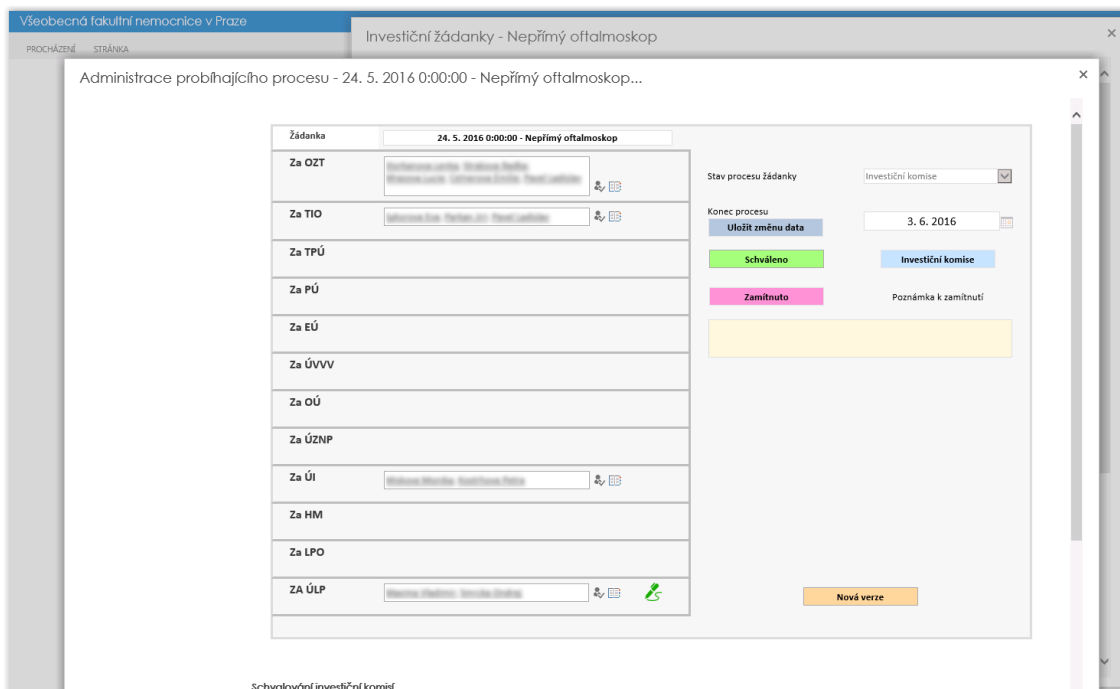 Všeobecná fakultní nemocnice v Praze
PROCHÁZENÍ STRÁNKA
Investiční žádanky - Nepřímý oftalmoskop
Administrace probíhajícího procesu - 24. 5. 2016 0:00:00 - Nepřímý oftalmoskop...
Žádanka
24. 5. 2016 0:00:00 - Nepřímý oftalmoskop
Za OZT
Za TIO
Za TPÚ
Za PÚ
Za EÚ
Za ÚVVV
Za OÚ
Za ÚZNP
Za ÚI
Za HM
Za LPO
ZA ÚLP
Stav procesu žádanky
Investiční komise
Konec procesu
Uložit změnu data
3. 6. 2016
Schváleno
Investiční komise
Zamítnuto
Poznámka k zamítnutí
Nová verze
Schvalování investiční komisí